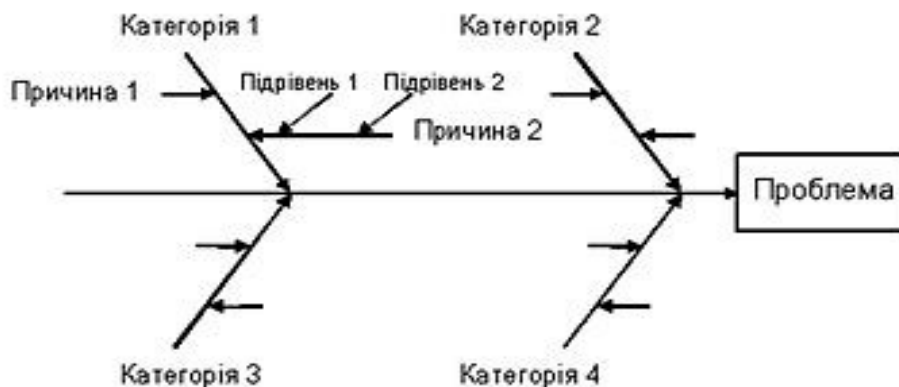 Категорія 1
Категорія 2
Причина 1
Підрівень 1
Підрівень 2
Причина 2
Проблема
Категорія 3
Категорія 4